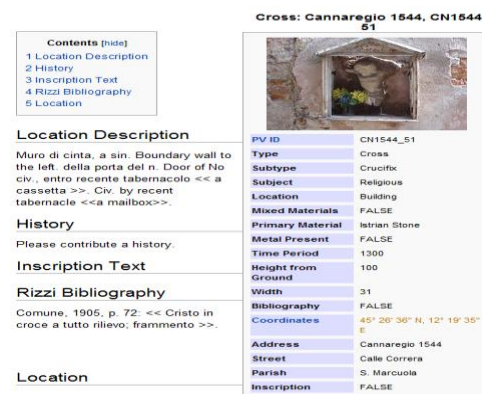 Cross: Cannaregio 1544, CN1544
51
Contents [hide]
1 Location Description
2 History
3 Inscription Text
4 Rizzi Bibliography
5 Location
Location Description
Muro di cinta, a sin. Boundary wall to
the left. della porta del n. Door of No
civ., entro recente tabernacolo << a
cassetta >>. Civ. by recent
tabernacle <<a mailbox>>.
History
Please contribute a history.
Inscription Text
Rizzi Bibliography
Comune, 1905, p. 72: << Cristo in
croce a tutto rilievo; frammento >>.
Location
PV ID CN1544_51
Type Cross
Subtype Crucifix
Subject Religious
Location Building
Mixed Materials FALSE
Primary Material Istrian Stone
Metal Present FALSE
Time Period 1300
Height from 100
Ground
Width 31
Bibliography FALSE
Coordinates 45° 26' 36" N, 12° 19' 35"
E
Address Cannaregio 1544
Street Calle Correra
Parish S. Marcuola
Inscription FALSE